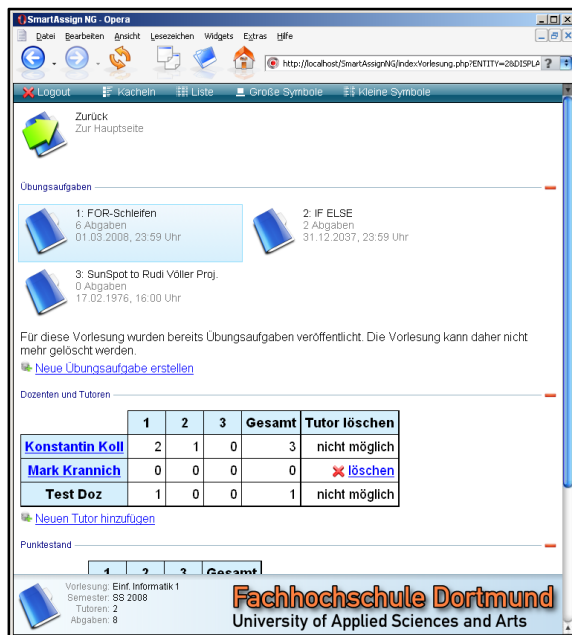 SmartAssign NG - Opera
Datei Bearbeiten Ansicht Lesezeichen Widgets Extras Hilfe
http://localhost/SmartAssignNG/indexVorlesung.php?ENTITY=2&DISPLA ?
Logout Kacheln Liste Große Symbole Kleine Symbole
Zurück
Zur Hauptseite
Übungsaufgaben
1: FOR-Schleifen 2: IF ELSE
6 Abgaben 2 Abgaben
01.03.2008, 23:59 Uhr 31.12.2037, 23:59 Uhr
3: SunSpot to Rudi Völler Proj.
0 Abgaben
17.02.1976, 16:00 Uhr
Für diese Vorlesung wurden bereits Übungsaufgaben veröffentlicht. Die Vorlesung kann daher nicht
mehr gelöscht werden.
Neue Übungsaufgabe erstellen
Dozenten und Tutoren
1 2 3 Gesamt Tutor löschen
Konstantin Koll 2 1 0 3 nicht möglich
Mark Krannich 0 0 0 0 löschen
Test Doz 1 0 0 1 nicht möglich
Neuen Tutor hinzufügen
Punktestand
1 2 3 Gesamt
Vorlesung: Einf. Informatik 1
Semester: SS 2008
Tutoren: 2
Abgaben: 8
Fachhochschule Dortmund
University of Applied Sciences and Arts